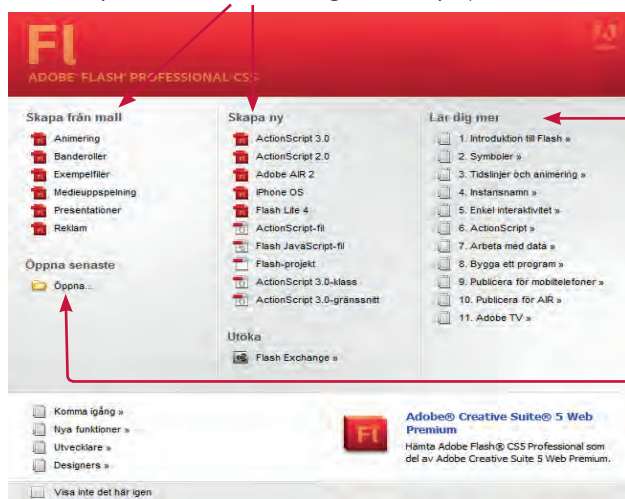 Fl
ADOBE® FLASH® PROFESSIONAL CS5
Skapa från mall
Animering
Banderoller
Exempelfiler
Medieuppspelning
Presentationer
Reklam
Öppna senaste
Öppna...
Skapa ny
ActionScript 3.0
ActionScript 2.0
Adobe AIR 2
iPhone OS
Flash Lite 4
ActionScript-fil
Flash JavaScript-fil
Flash-projekt
ActionScript 3.0-klass
ActionScript 3.0-gränssnitt
Utöka
Flash Exchange »
Lär dig mer
1. Introduktion till Flash »
2. Symboler »
3. Tidslinjer och animering »
4. Instansnamn »
5. Enkel interaktivitet »
6. ActionScript »
7. Arbeta med data »
8. Bygga ett program »
9. Publicera för mobiltelefoner »
10. Publicera för AIR »
11. Adobe TV »
Komma igång »
Nya funktioner »
Utvecklare »
Designers »
Fl
Adobe® Creative Suite® 5 Web
Premium
Hämta Adobe Flash® CS5 Professional som
del av Adobe Creative Suite 5 Web Premium.
Visa inte det här igen